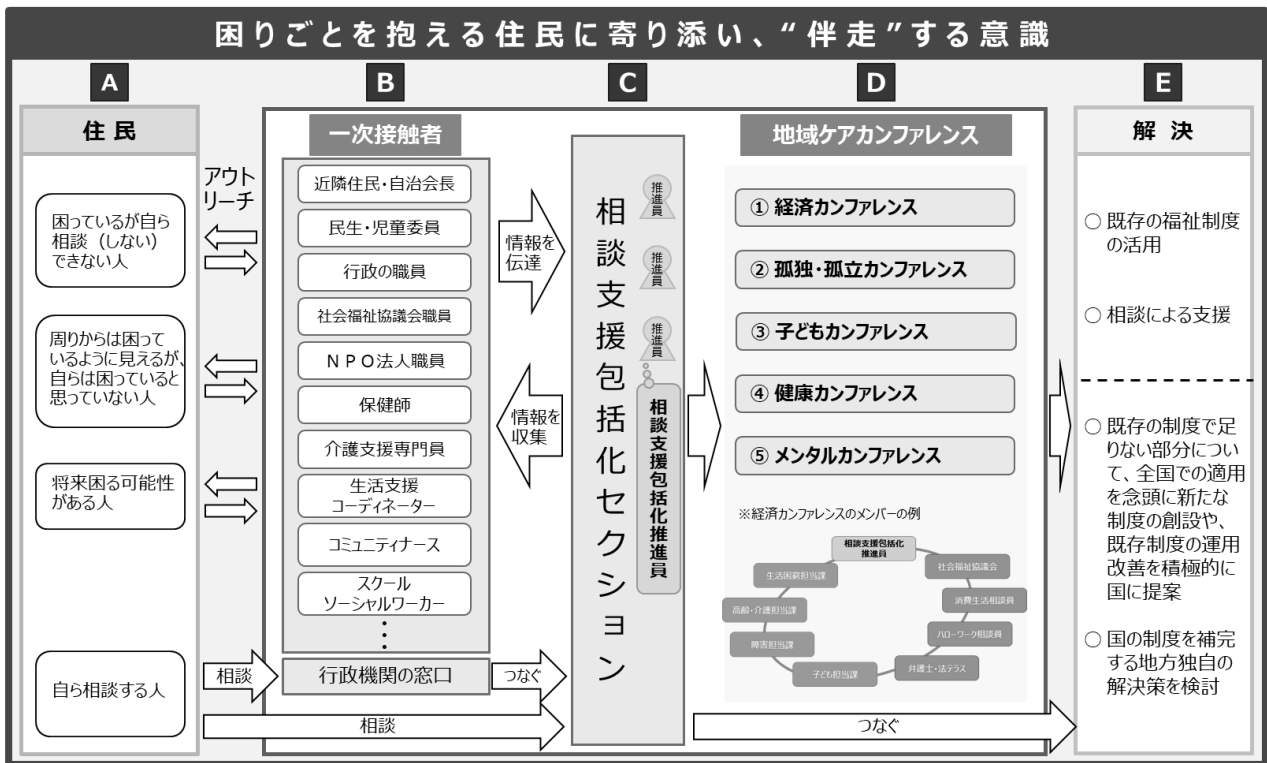 困りごとを抱える住民に寄り添い、“伴走”する意識
A
住民
困っているが自ら
相談（しない）
できない人
周りからは困って
いるように見えるが、
自らは困っていると
思っていない人
将来困る可能性
がある人
自ら相談する人
アウト
リーチ
相談
相談
B
一次接触者
近隣住民・自治会長
民生・児童委員
行政の職員
社会福祉協議会職員
ＮＰＯ法人職員
保健師
介護支援専門員
生活支援
コーディネーター
コミュニティナース
スクール
ソーシャルワーカー
⋮
行政機関の窓口
情報を
伝達
情報を
収集
つなぐ
C
相談支援包括化セクション
推進員
推進員
推進員
相談支援包括化推進員
D
地域ケアカンファレンス
① 経済カンファレンス
② 孤独・孤立カンファレンス
③ 子どもカンファレンス
④ 健康カンファレンス
⑤ メンタルカンファレンス
※経済カンファレンスのメンバーの例
相談支援包括化
推進員
社会福祉協議会
消費生活相談員
ハローワーク相談員
弁護士・法テラス
子ども担当課
障害担当課
高齢・介護担当課
生活困窮担当課
つなぐ
E
解決
○ 既存の福祉制度
の活用
○ 相談による支援
○ 既存の制度で足
りない部分につい
て、全国での適用
を念頭に新たな
制度の創設や、
既存制度の運用
改善を積極的に
国に提案
○ 国の制度を補完
する地方独自の
解決策を検討